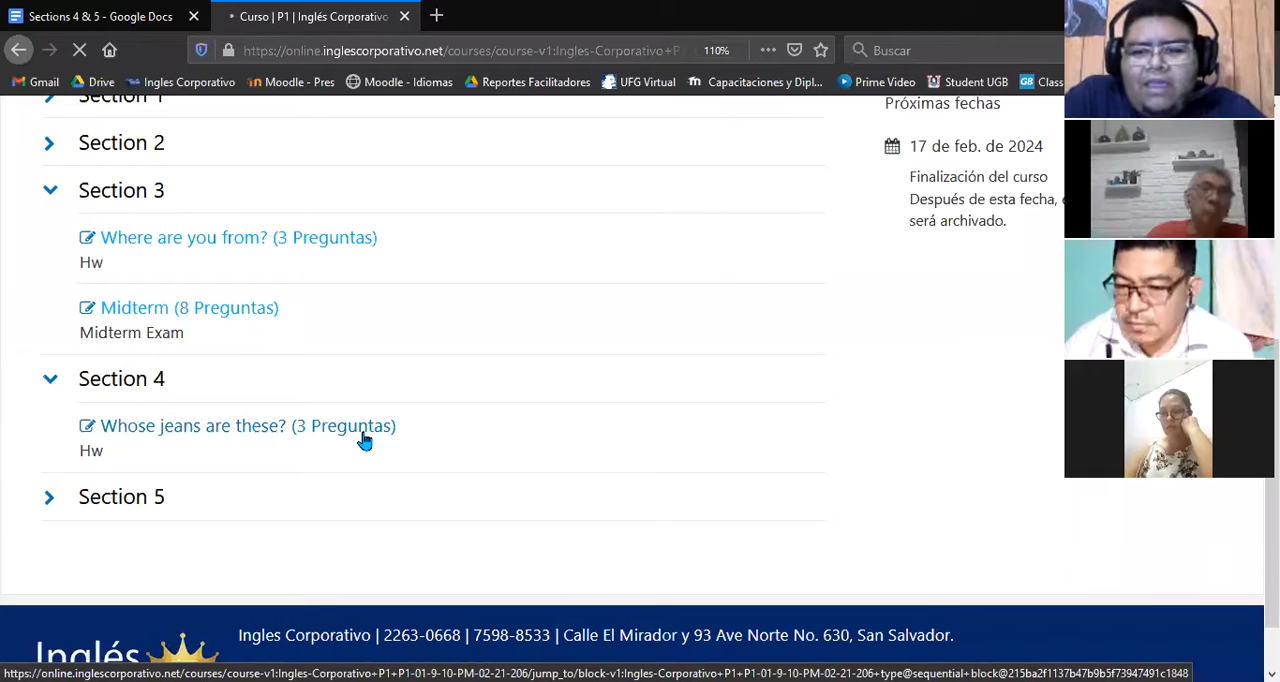 Sections 4 & 5 - Google Docs
Curso | P1 | Inglés Corporativo
https://online.inglescorporativo.net/courses/course-v1:Ingles-Corporativo+P
110%
Buscar
Gmail
Drive
Ingles Corporativo
Moodle - Pres
Moodle - Idiomas
Reportes Facilitadores
UFG Virtual
Capacitaciones y Dipl...
Prime Video
Student UGB
Class
Section 1
Próximas fechas
Section 2
17 de feb. de 2024
Finalización del curso
Section 3
Después de esta fecha,
será archivado.
Where are you from? (3 Preguntas)
Hw
Midterm (8 Preguntas)
Midterm Exam
Section 4
Whose jeans are these? (3 Preguntas)
Hw
Section 5
Inglés
Ingles Corporativo | 2263-0668 | 7598-8533 | Calle El Mirador y 93 Ave Norte No. 630, San Salvador.
https://online.inglescorporativo.net/courses/course-v1:Ingles-Corporativo+P1+P1-01-9-10-PM-02-21-206/jump_to/block-v1:Ingles-Corporativo+P1+P1-01-9-10-PM-02-21-206+type@sequential+block@215ba2f1137b47b9b5f73947491c1848